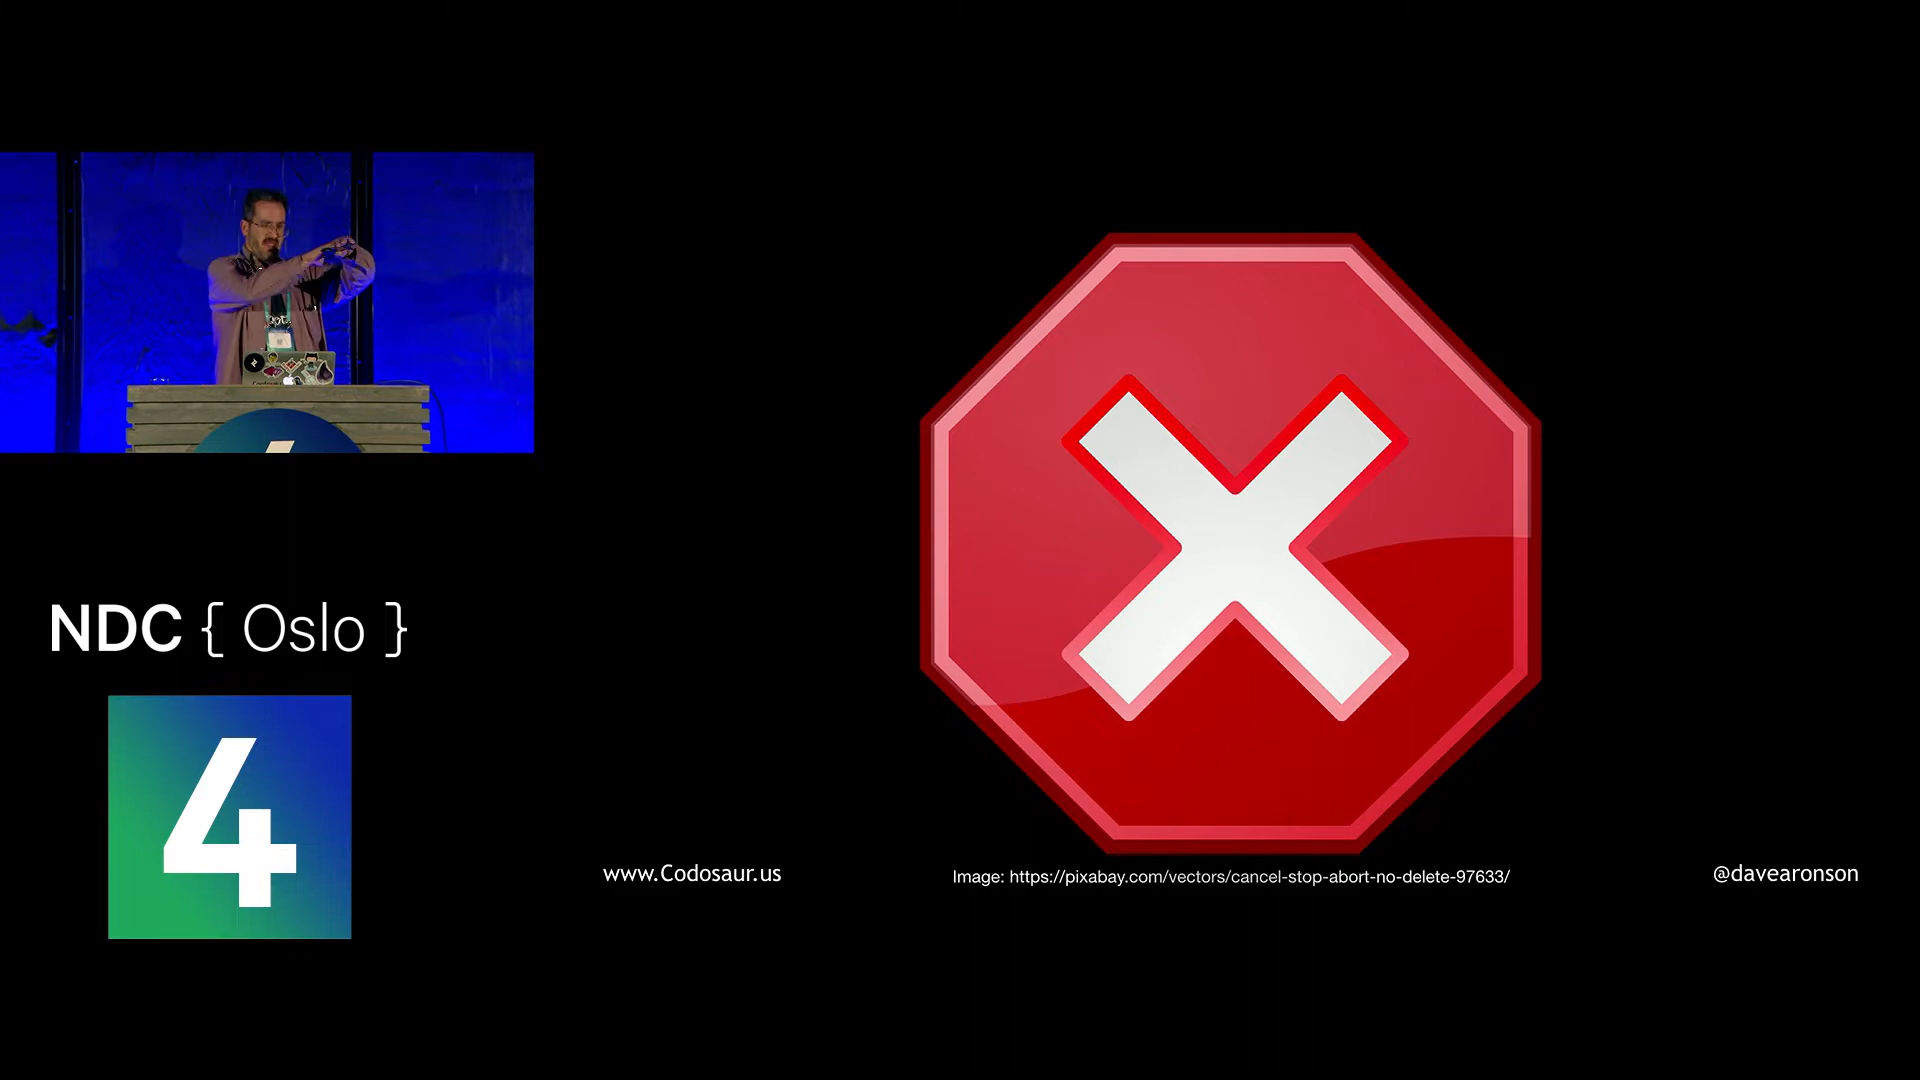 NDC { Oslo }
4
www.Codosaur.us
Image: https://pixabay.com/vectors/cancel-stop-abort-no-delete-97633/
@davearonson